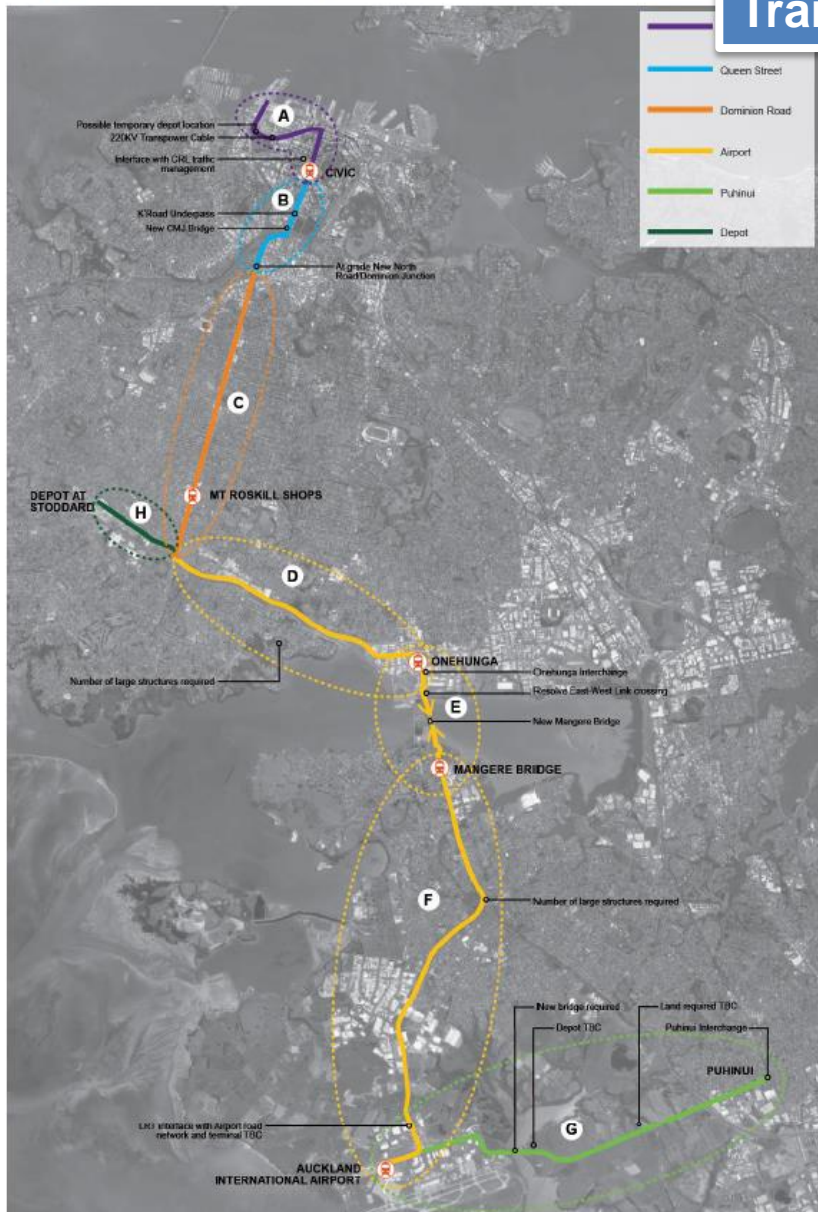 Tran
Queen Street
Dominion Road
Airport
Puhinui
Depot
A
Possible temporary depot location
220KV Transpower Cable
Interface with CRL traffic
management
CIVIC
B
K'Road Underpass
New CMJ Bridge
At grade New North
Road/Dominion Junction
C
MT ROSKILL SHOPS
DEPOT AT
STODDARD
H
D
ONEHUNGA
Onehunga Interchange
Number of large structures required
Resolve East-West Link crossing
E
New Mangere Bridge
MANGERE BRIDGE
F
Number of large structures required
New bridge required
Land required TBC
Depot TBC
Puhinui Interchange
PUHINUI
interface with Airport road
network and terminal TBC
G
AUCKLAND
INTERNATIONAL AIRPORT